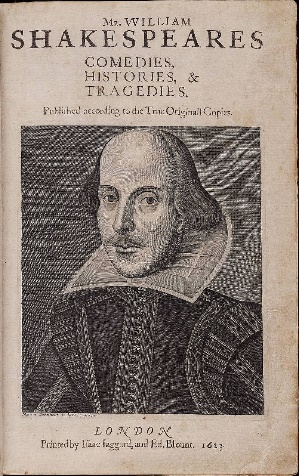 Mr. WILLIAM
SHAKESPEARES
COMEDIES,
HISTORIES, &
TRAGEDIES.
Publiſhed according to the True Originall Copies.
LONDON
Printed by Iſaac Iaggard, and Ed. Blount. 1623